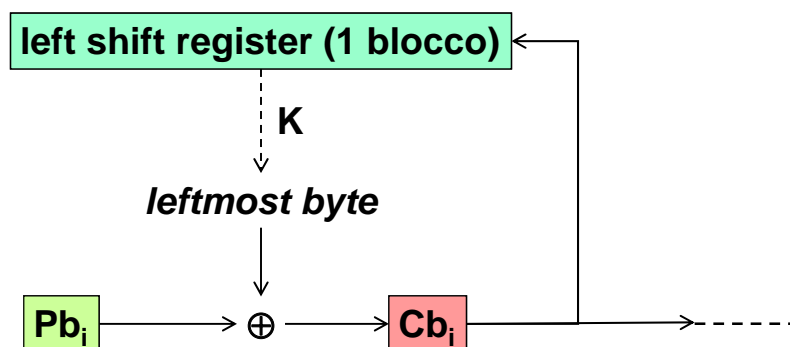 left shift register (1 blocco)
K
leftmost byte
Pbᵢ ⊕ Cbᵢ